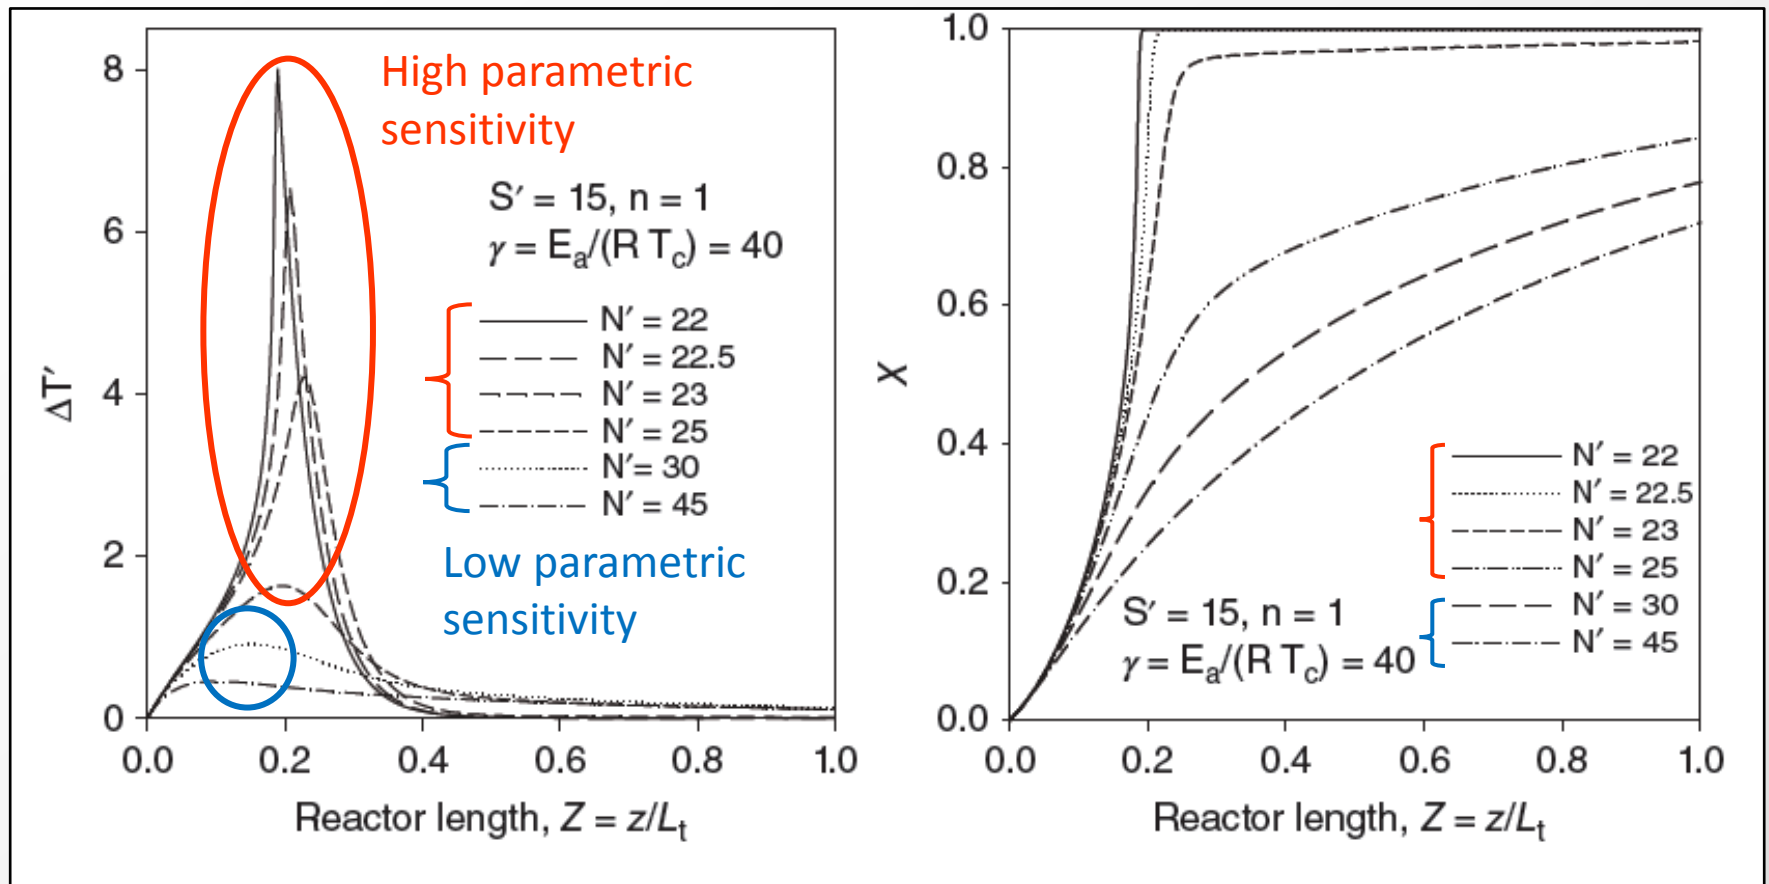 8
6
4
2
0
ΔT′
High parametric
sensitivity
S′ = 15, n = 1
γ = Eₐ/(R T_c) = 40
N′ = 22
N′ = 22.5
N′ = 23
N′ = 25
N′= 30
N′ = 45
Low parametric
sensitivity
0.0 0.2 0.4 0.6 0.8 1.0
Reactor length, Z = z/Lₜ
1.0
0.8
0.6
0.4
0.2
0.0
X
N′ = 22
N′ = 22.5
N′ = 23
N′ = 25
N′ = 30
N′ = 45
S′ = 15, n = 1
γ = Eₐ/(R T_c) = 40
0.0 0.2 0.4 0.6 0.8 1.0
Reactor length, Z = z/Lₜ